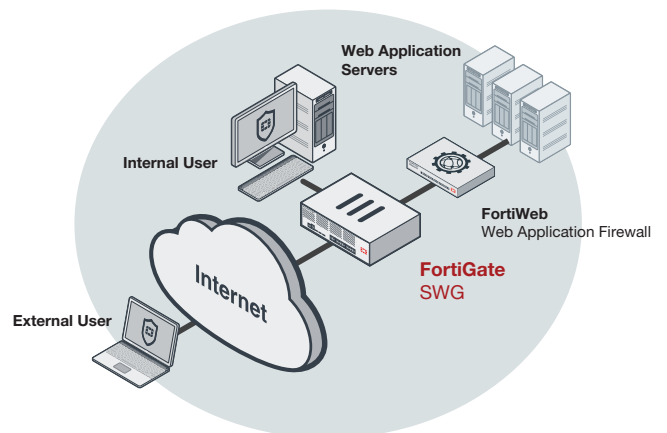 Web Application
Servers
Internal User
FortiWeb
Web Application Firewall
FortiGate
SWG
Internet
External User